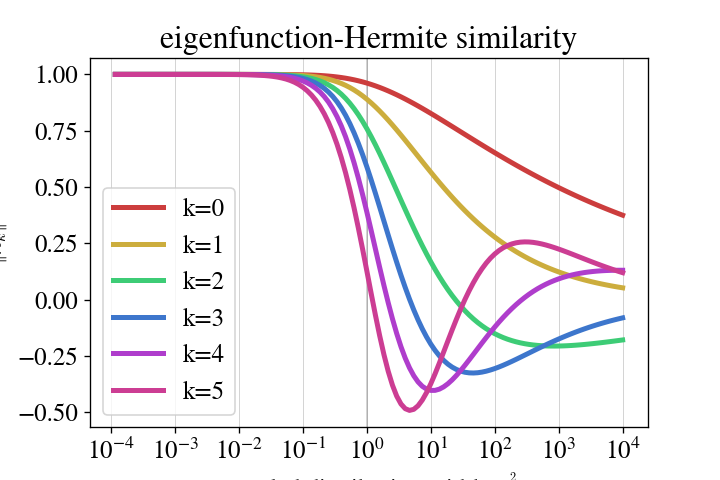 eigenfunction-Hermite similarity
1.00
0.75
0.50
0.25
0.00
−0.25
−0.50
k=0
k=1
k=2
k=3
k=4
k=5
10⁻⁴ 10⁻³ 10⁻² 10⁻¹ 10⁰ 10¹ 10² 10³ 10⁴